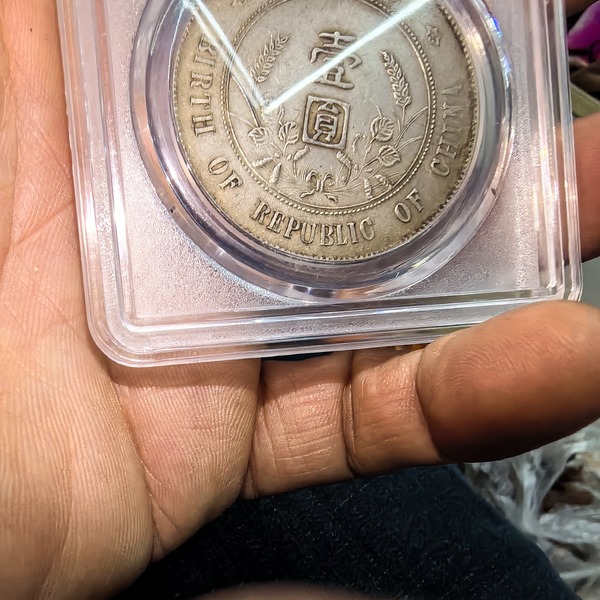 壹
圓
BIRTH OF REPUBLIC OF CHINA